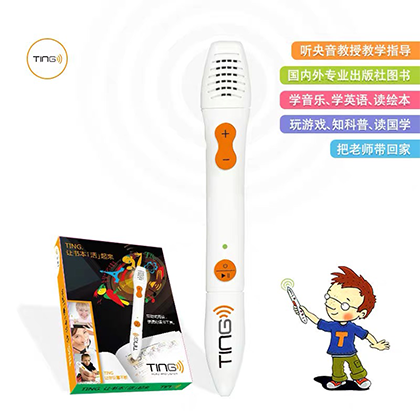 TING
听央音教授教学指导
国内外专业出版社图书
学音乐、学英语、读绘本
玩游戏、知科普、读国学
把老师带回家
+
−
TING
TING,
让书本「活」起来
TING
T